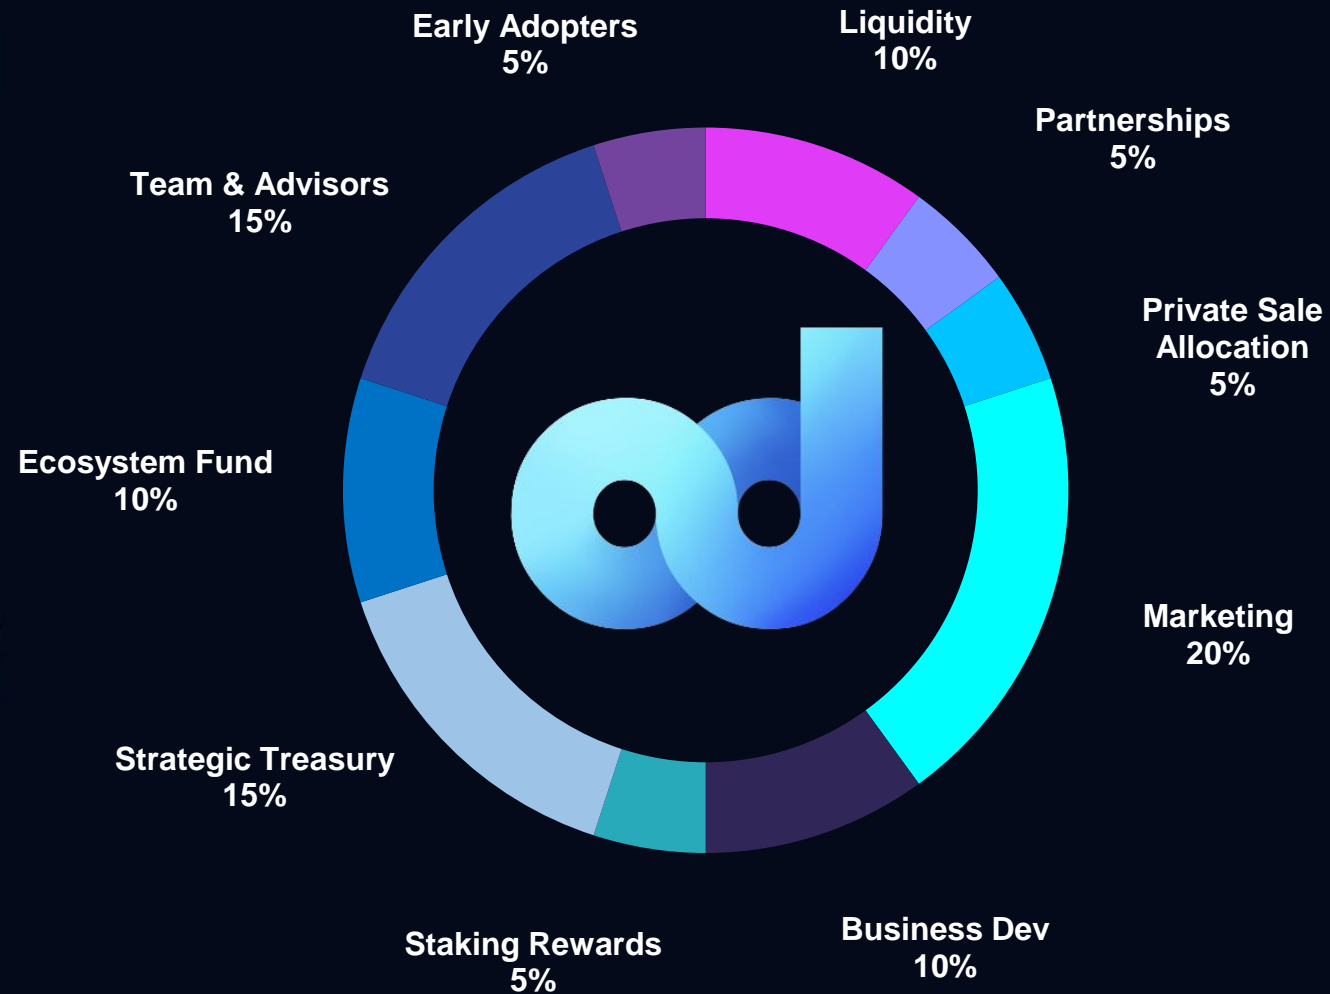 Early Adopters
5%
Liquidity
10%
Partnerships
5%
Team & Advisors
15%
Private Sale
Allocation
5%
Ecosystem Fund
10%
Marketing
20%
Strategic Treasury
15%
Business Dev
10%
Staking Rewards
5%